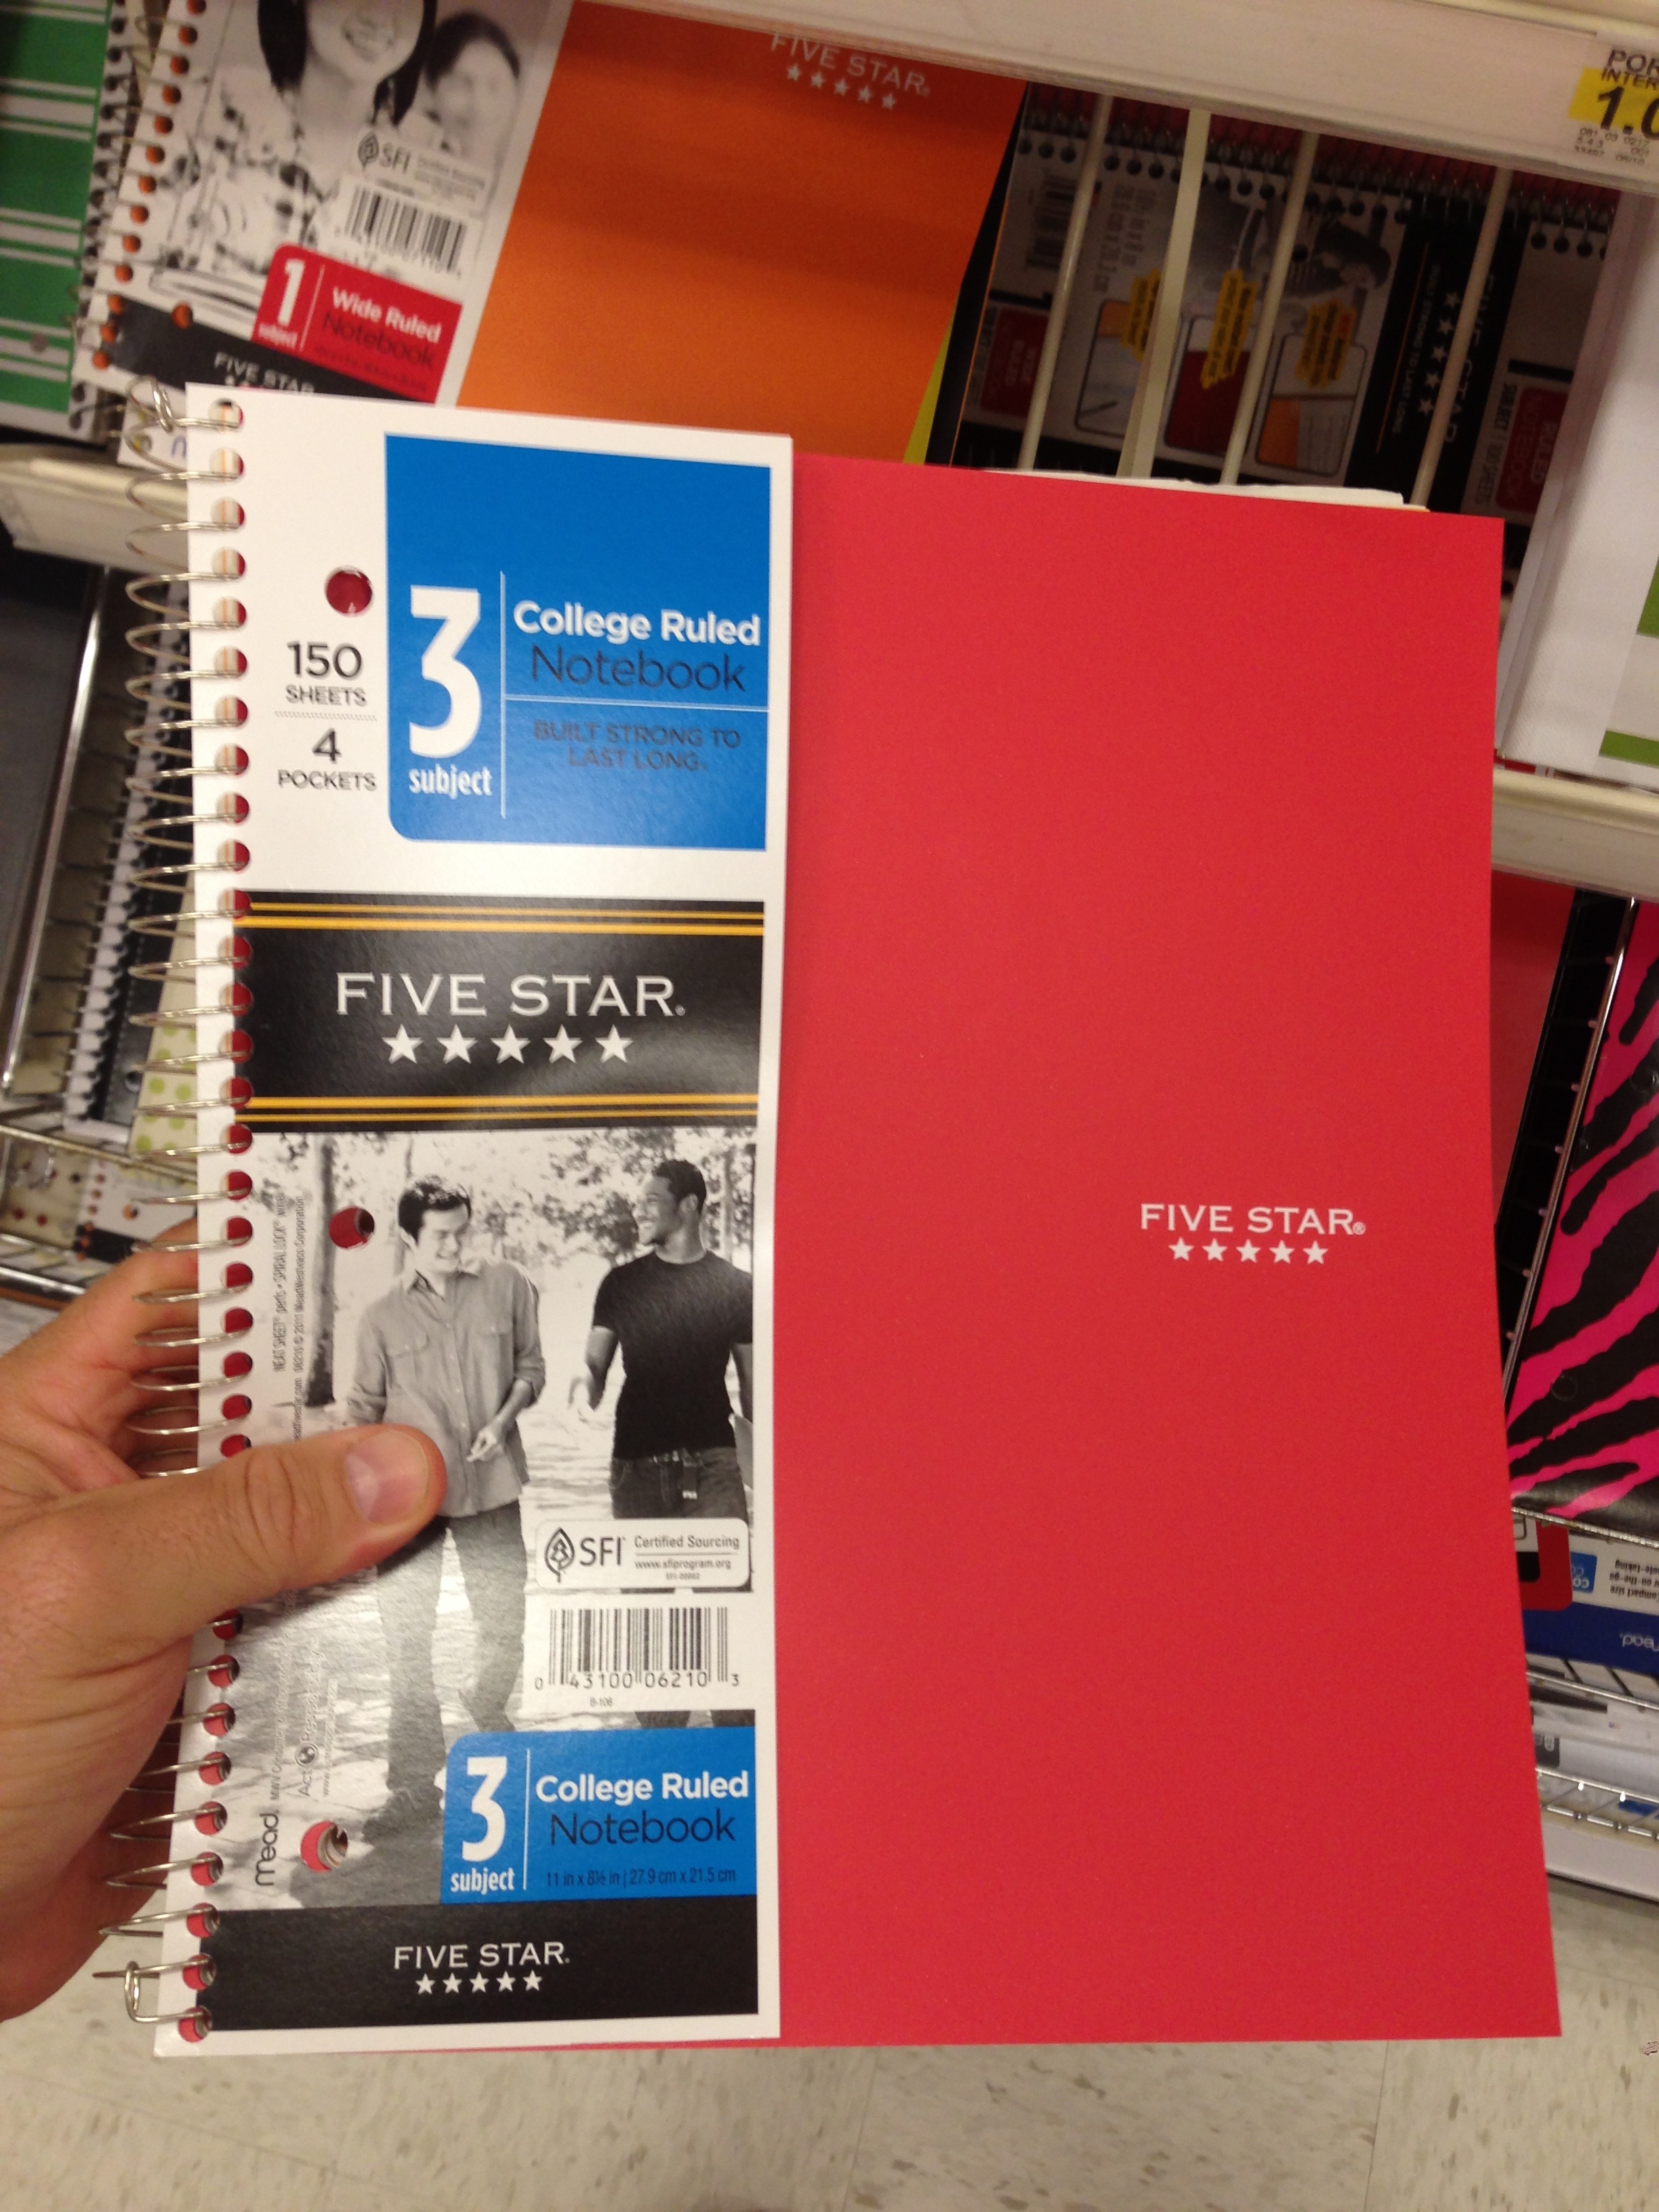 FIVE STAR.
SFI
1
subject
Wide Ruled
Notebook
FIVE STAR
1.0
150
SHEETS
4
POCKETS
3
subject
College Ruled
Notebook
BUILT STRONG TO
LAST LONG.
FIVE STAR.
FIVE STAR®
SFI Certified Sourcing
www.sfiprogram.org
SFI-00002
0 43100 06210 3
B-106
Mead
3
subject
College Ruled
Notebook
11 in x 8½ in | 27.9 cm x 21.5 cm
FIVE STAR.